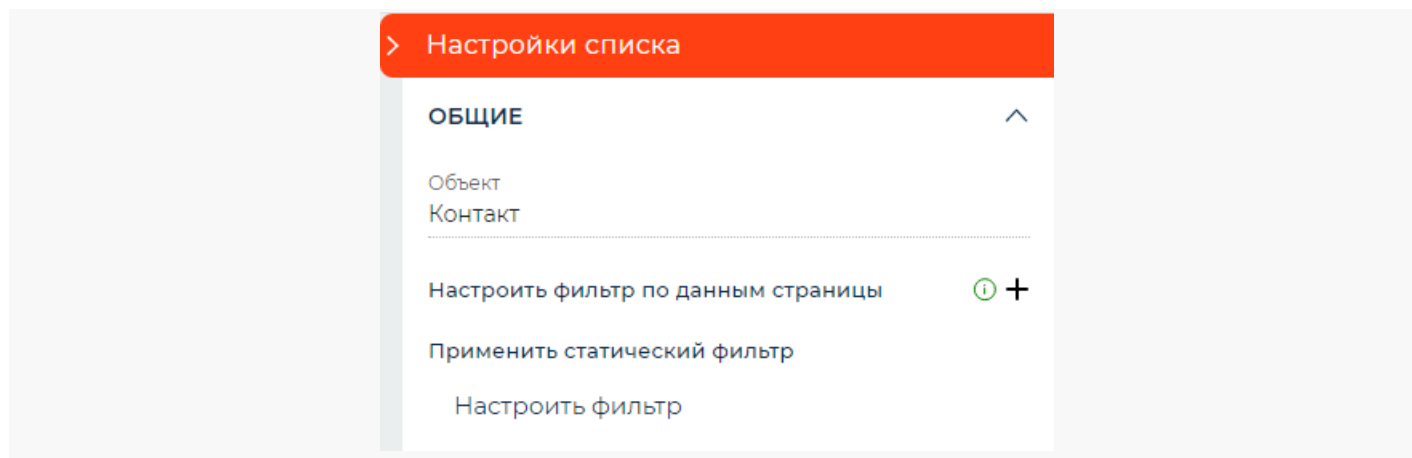 Настройки списка
ОБЩИЕ
Объект
Контакт
Настроить фильтр по данным страницы
Применить статический фильтр
Настроить фильтр